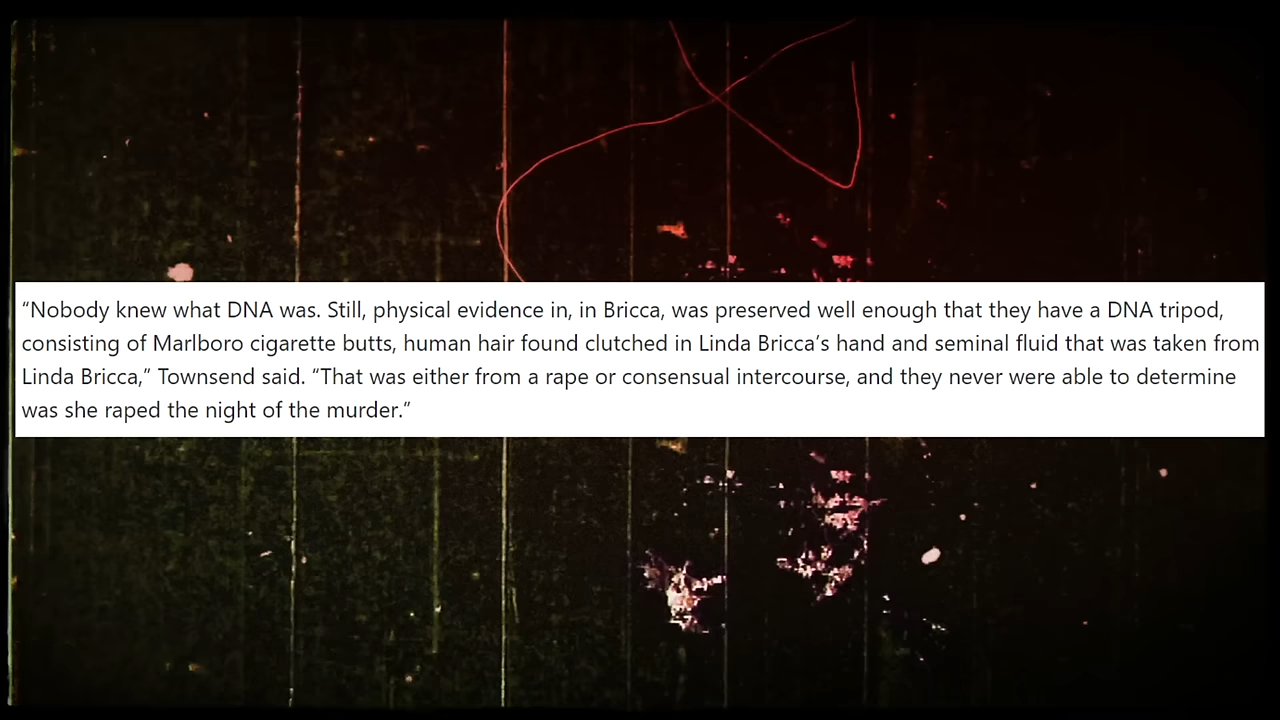 “Nobody knew what DNA was. Still, physical evidence in, in Bricca, was preserved well enough that they have a DNA tripod,
consisting of Marlboro cigarette butts, human hair found clutched in Linda Bricca’s hand and seminal fluid that was taken from
Linda Bricca,” Townsend said. “That was either from a rape or consensual intercourse, and they never were able to determine
was she raped the night of the murder.”